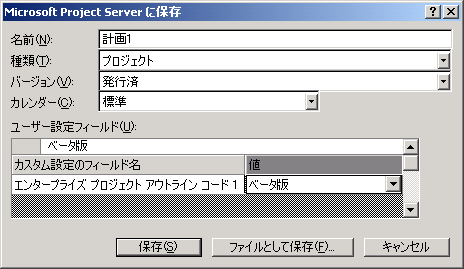 Microsoft Project Server に保存
名前(N): 計画1
種類(T): プロジェクト
バージョン(V): 発行済
カレンダー(C): 標準
ユーザー設定フィールド(U):
ベータ版
カスタム設定のフィールド名 値
エンタープライズ プロジェクト アウトライン コード 1 ベータ版
保存(S) ファイルとして保存(F)... キャンセル